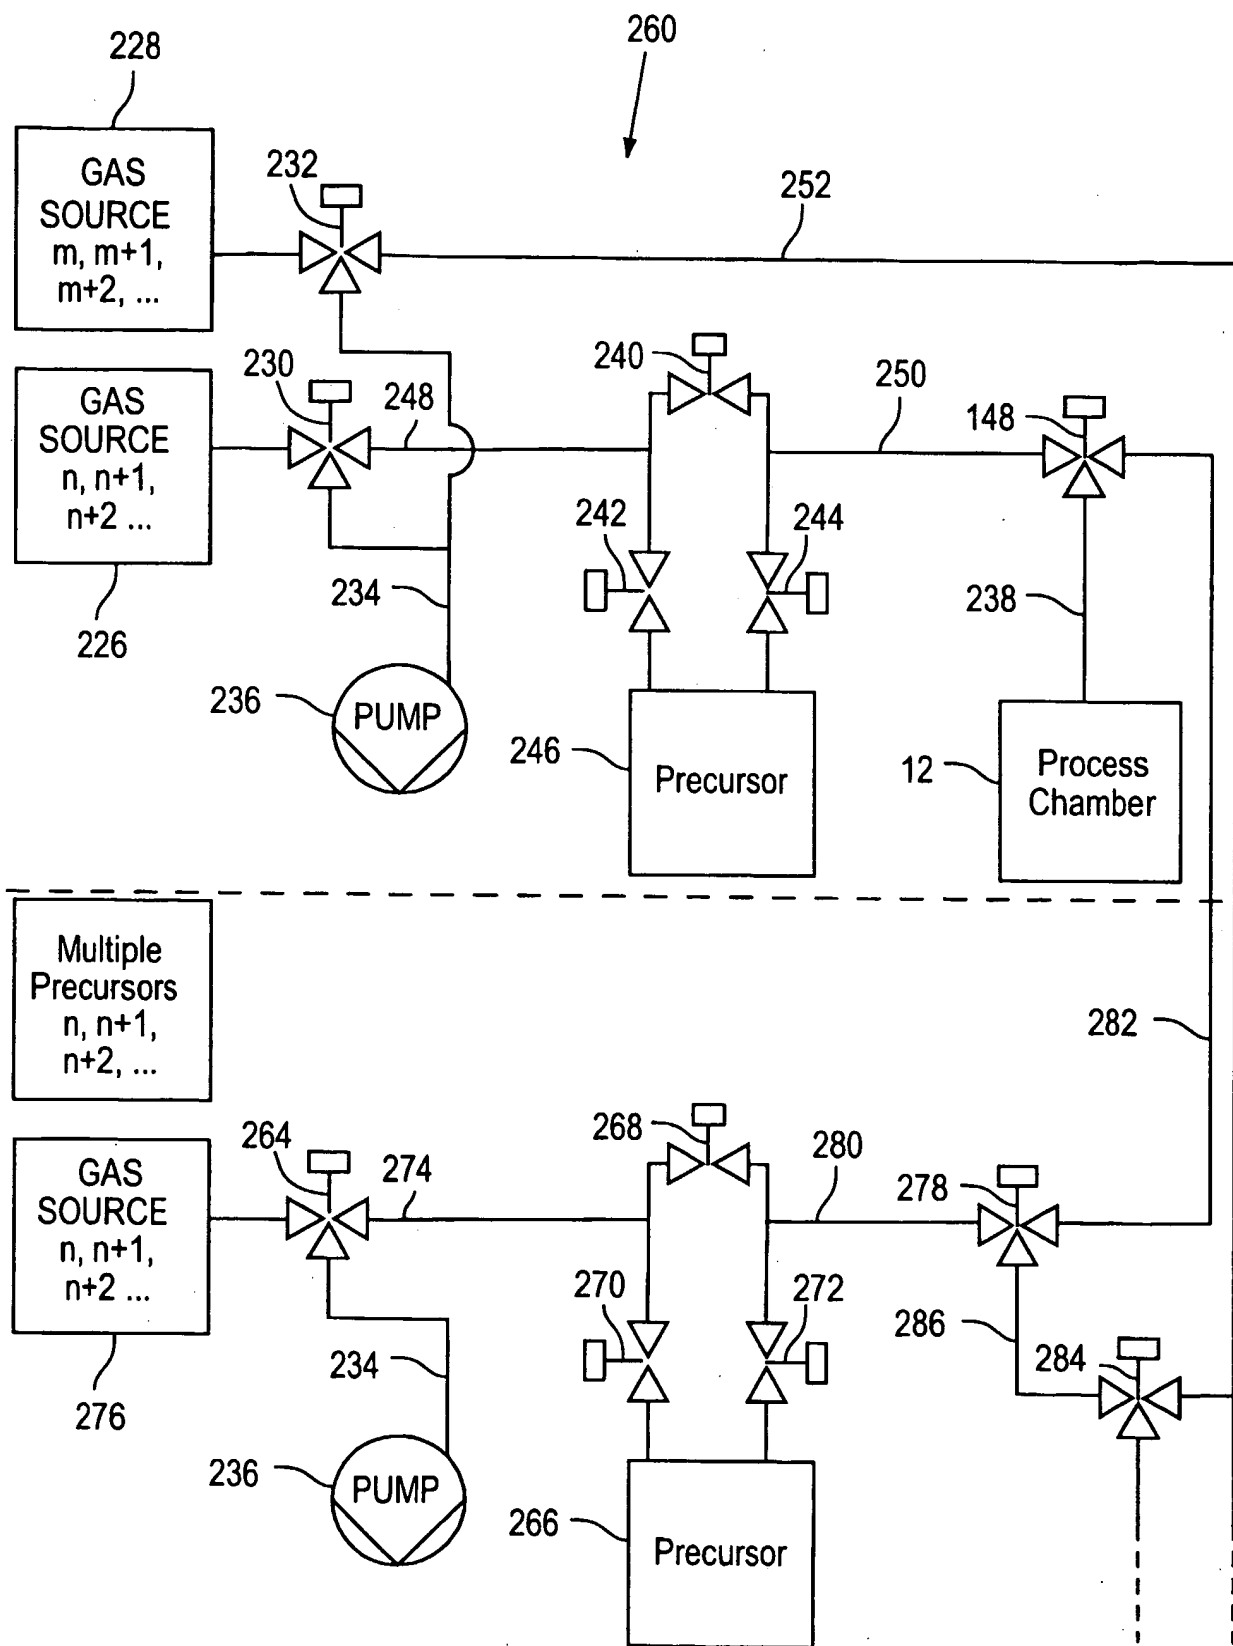 260
228
GAS
SOURCE
m, m+1,
m+2, ...
232
252
230
GAS
SOURCE
n, n+1,
n+2 ...
226
248
240
250
148
242
244
234
238
236
PUMP
246
Precursor
12
Process
Chamber
Multiple
Precursors
n, n+1,
n+2, ...
282
264
GAS
SOURCE
n, n+1,
n+2 ...
276
274
268
280
278
270
272
286
284
234
236
PUMP
266
Precursor